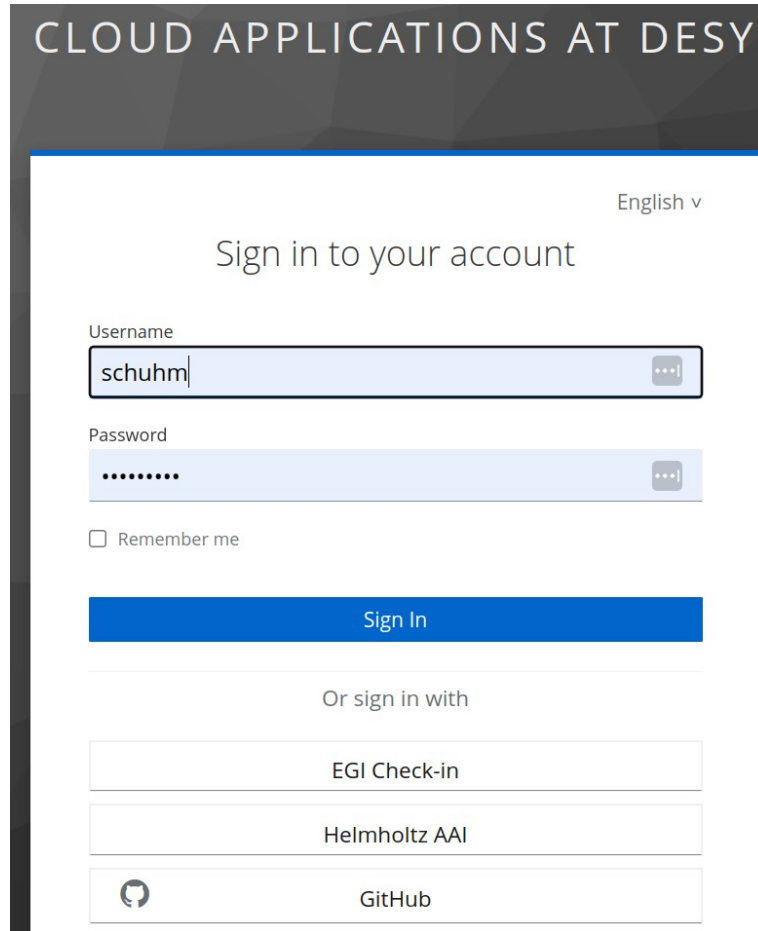 CLOUD APPLICATIONS AT DESY
English v
Sign in to your account
Username
schuhm
Password
•••••••••
Remember me
Sign In
Or sign in with
EGI Check-in
Helmholtz AAI
GitHub